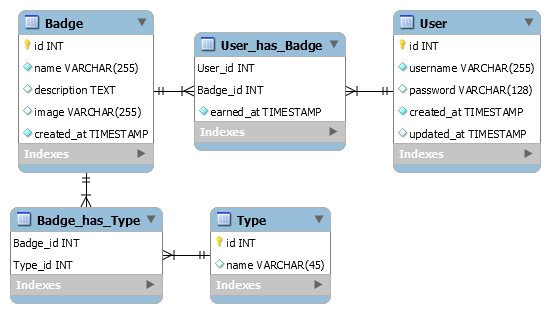 Badge
id INT
name VARCHAR(255)
description TEXT
image VARCHAR(255)
created_at TIMESTAMP
Indexes
User_has_Badge
User_id INT
Badge_id INT
earned_at TIMESTAMP
Indexes
User
id INT
username VARCHAR(255)
password VARCHAR(128)
created_at TIMESTAMP
updated_at TIMESTAMP
Indexes
Badge_has_Type
Badge_id INT
Type_id INT
Indexes
Type
id INT
name VARCHAR(45)
Indexes